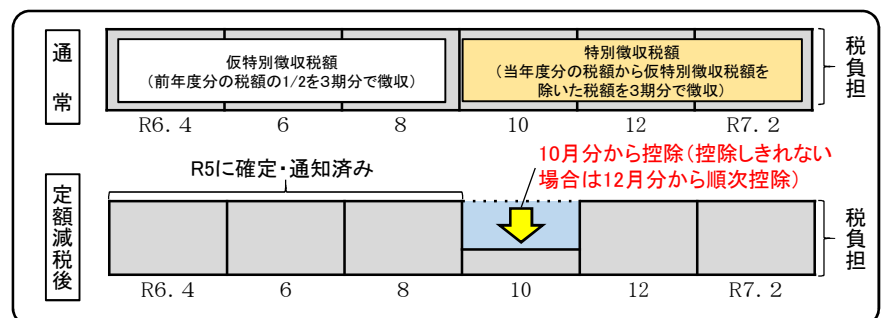 通常
仮特別徴収税額
(前年度分の税額の1/2を3期分で徴収)
特別徴収税額
(当年度分の税額から仮特別徴収税額を
除いた税額を3期分で徴収)
税負担
R6．4
6
8
10
12
R7．2
R5に確定・通知済み
10月分から控除(控除しきれない
場合は12月分から順次控除)
定額減税後
税負担
R6．4
6
8
10
12
R7．2